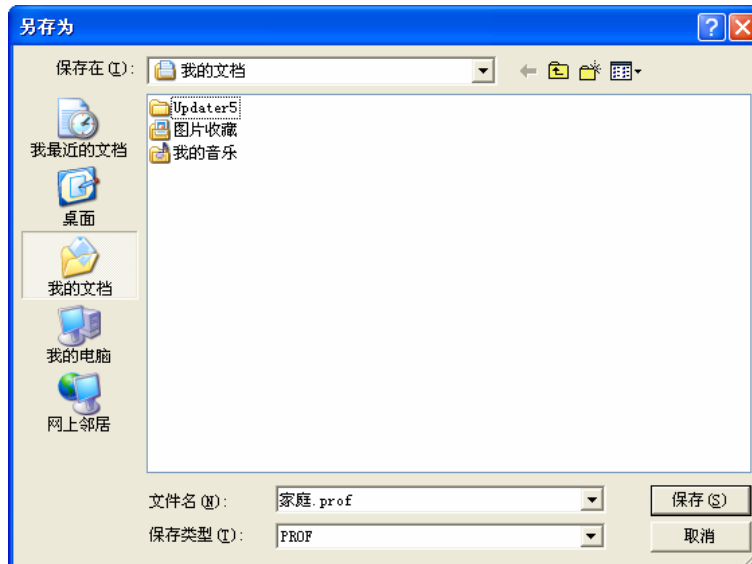 另存为
保存在(I): 我的文档
Updater5
图片收藏
我的音乐
我最近的文档
桌面
我的文档
我的电脑
网上邻居
文件名(N): 家庭.prof 保存(S)
保存类型(T): PROF 取消